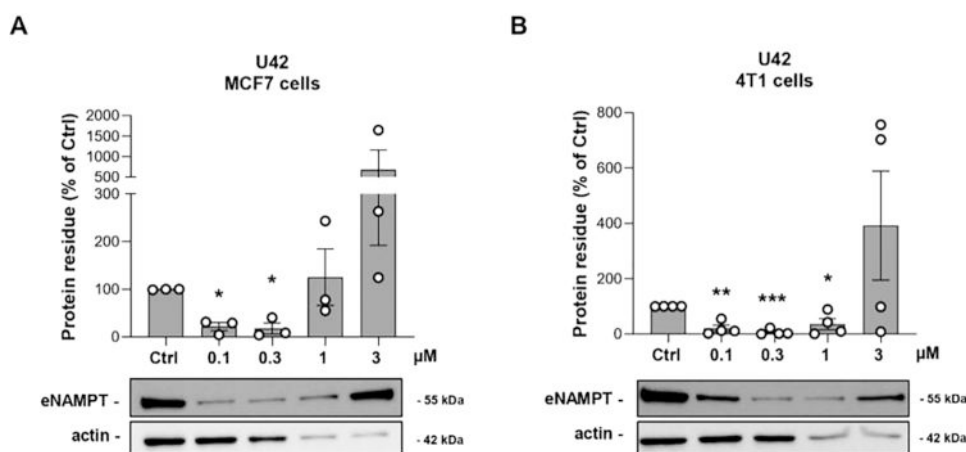 A
U42
MCF7 cells
Protein residue (% of Ctrl)
2000
1500
1000
500
300
200
100
0
* *
Ctrl 0.1 0.3 1 3 µM
eNAMPT - - 55 kDa
actin - - 42 kDa
B
U42
4T1 cells
Protein residue (% of Ctrl)
800
600
400
200
0
** *** *
Ctrl 0.1 0.3 1 3 µM
eNAMPT - - 55 kDa
actin - - 42 kDa